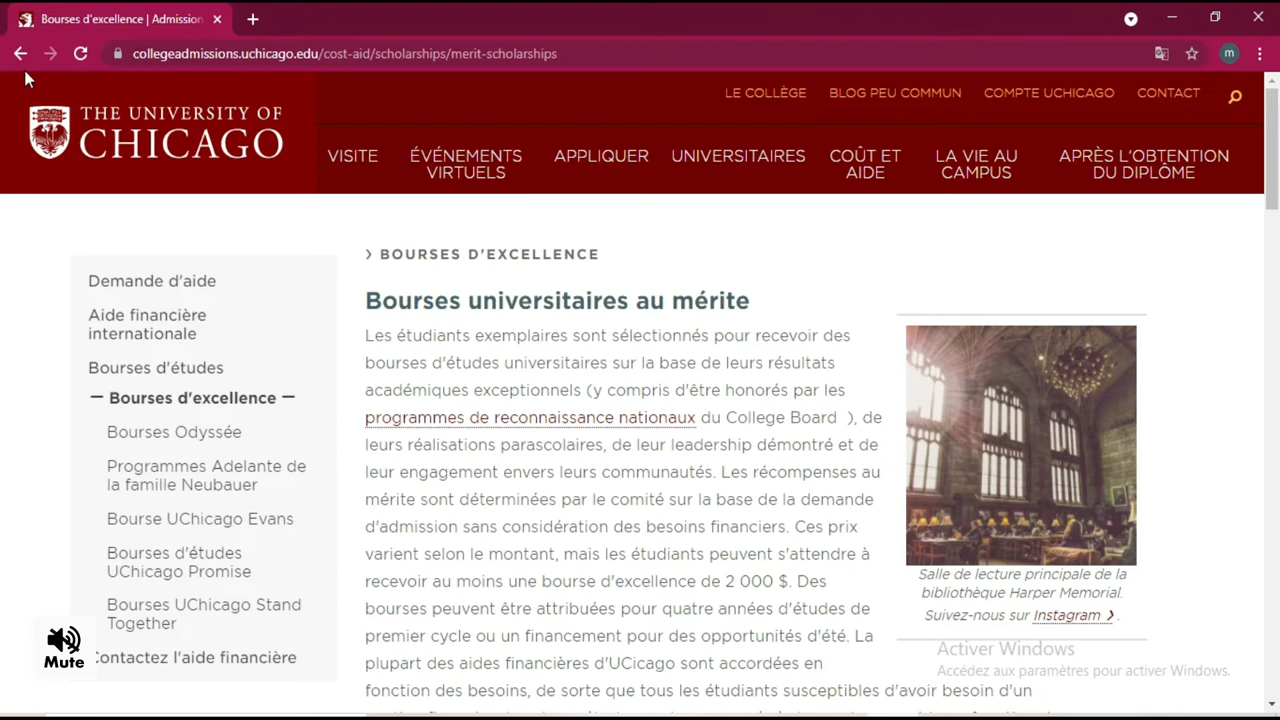 Bourses d'excellence | Admission
collegeadmissions.uchicago.edu/cost-aid/scholarships/merit-scholarships
m
THE UNIVERSITY OF
CHICAGO
LE COLLÈGE BLOG PEU COMMUN COMPTE UCHICAGO CONTACT
VISITE ÉVÉNEMENTS VIRTUELS APPLIQUER UNIVERSITAIRES COÛT ET AIDE LA VIE AU CAMPUS APRÈS L'OBTENTION DU DIPLÔME
Demande d'aide
Aide financière
internationale
Bourses d'études
— Bourses d'excellence —
Bourses Odyssée
Programmes Adelante de
la famille Neubauer
Bourse UChicago Evans
Bourses d'études
UChicago Promise
Bourses UChicago Stand
Together
Contactez l'aide financière
Mute
› BOURSES D'EXCELLENCE
Bourses universitaires au mérite
Les étudiants exemplaires sont sélectionnés pour recevoir des
bourses d'études universitaires sur la base de leurs résultats
académiques exceptionnels (y compris d'être honorés par les
programmes de reconnaissance nationaux du College Board ), de
leurs réalisations parascolaires, de leur leadership démontré et de
leur engagement envers leurs communautés. Les récompenses au
mérite sont déterminées par le comité sur la base de la demande
d'admission sans considération des besoins financiers. Ces prix
varient selon le montant, mais les étudiants peuvent s'attendre à
recevoir au moins une bourse d'excellence de 2 000 $. Des
bourses peuvent être attribuées pour quatre années d'études de
premier cycle ou un financement pour des opportunités d'été. La
plupart des aides financières d'UCicago sont accordées en
fonction des besoins, de sorte que tous les étudiants susceptibles d'avoir besoin d'un
Salle de lecture principale de la
bibliothèque Harper Memorial.
Suivez-nous sur Instagram › .
Activer Windows
Accédez aux paramètres pour activer Windows.